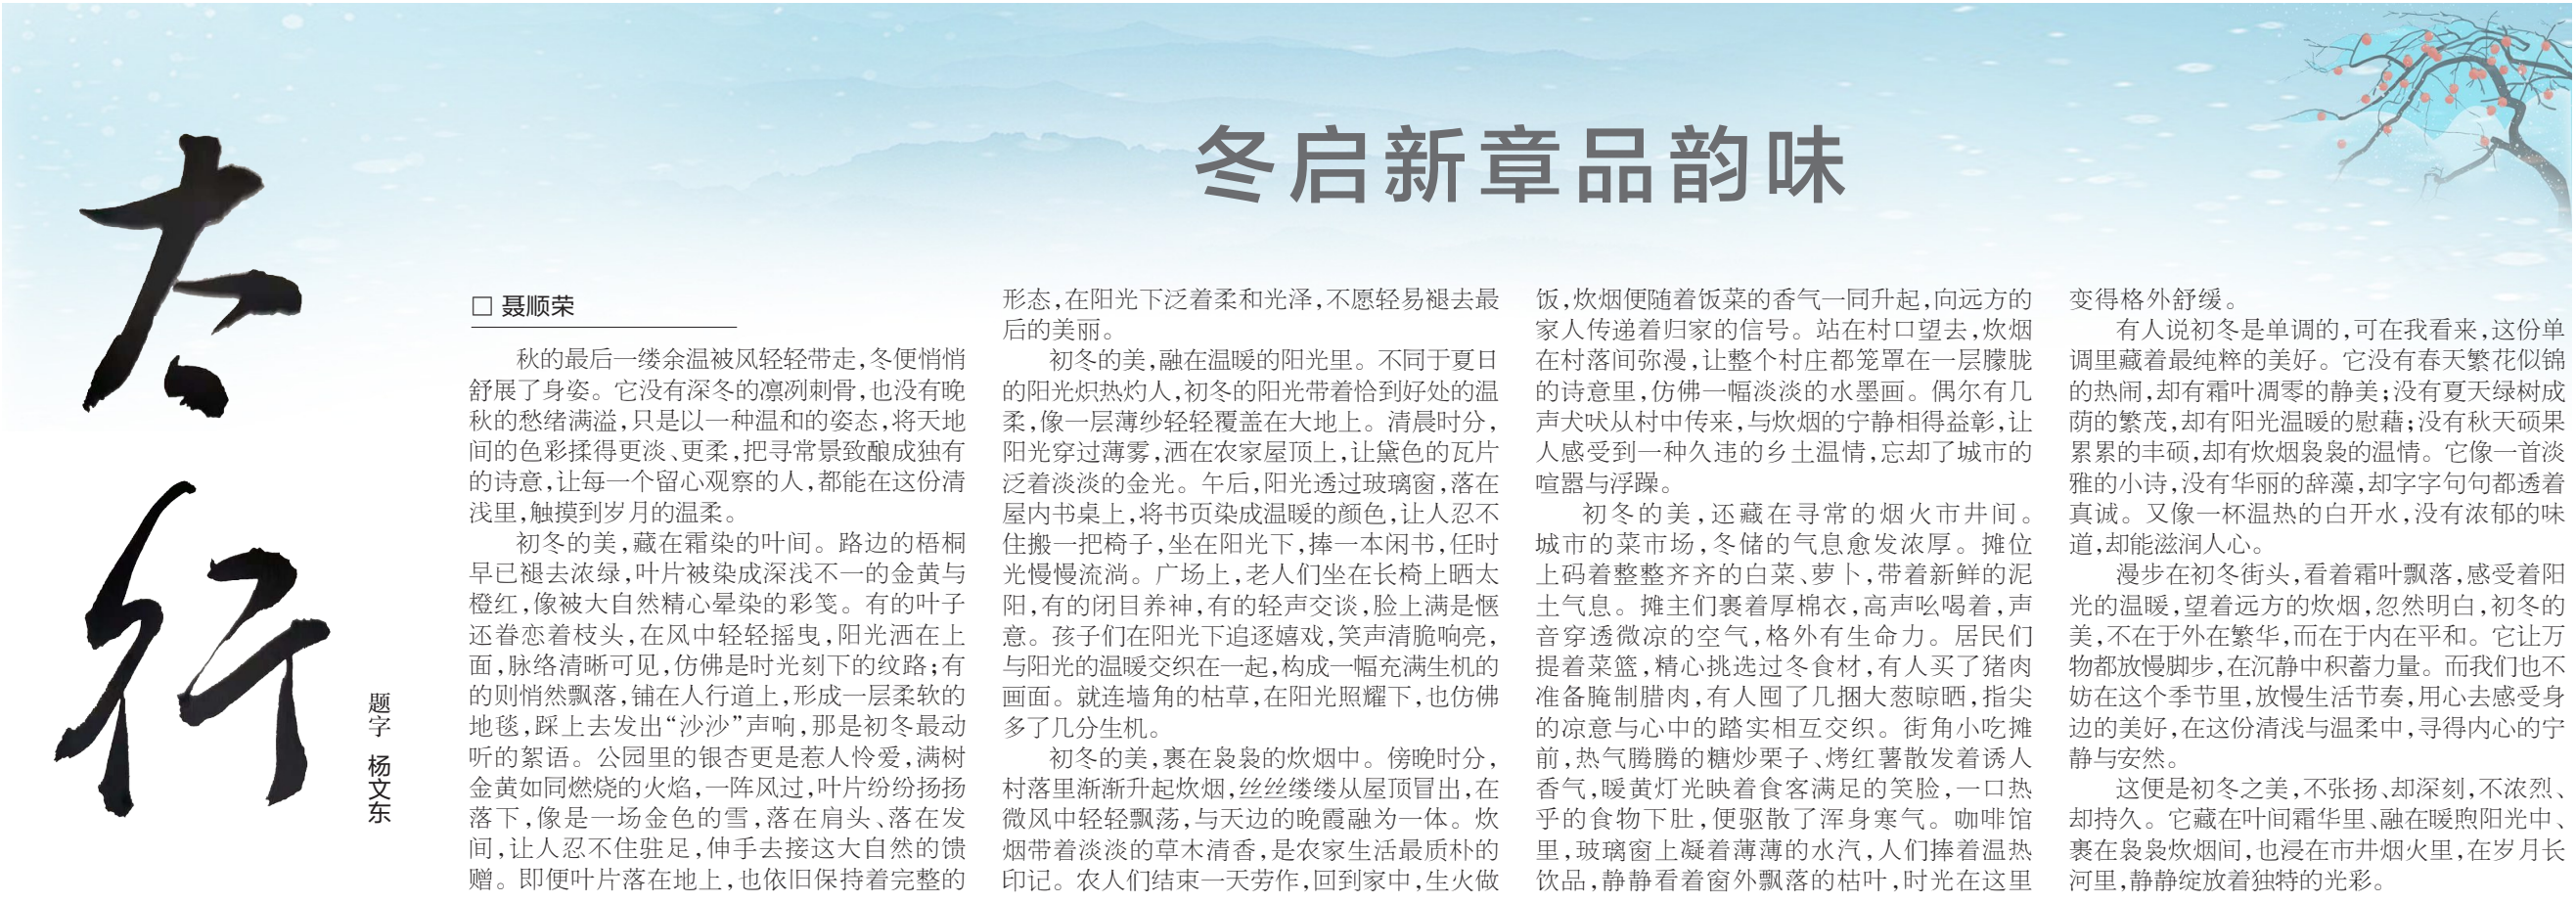 太行
题字 杨文东
冬启新章品韵味
□ 聂顺荣
秋的最后一缕余温被风轻轻带走,冬便悄悄
舒展了身姿。它没有深冬的凛冽刺骨,也没有晚
秋的愁绪满溢,只是以一种温和的姿态,将天地
间的色彩揉得更淡、更柔,把寻常景致酿成独有
的诗意,让每一个留心观察的人,都能在这份清
浅里,触摸到岁月的温柔。
初冬的美,藏在霜染的叶间。路边的梧桐
早已褪去浓绿,叶片被染成深浅不一的金黄与
橙红,像被大自然精心晕染的彩笺。有的叶子
还眷恋着枝头,在风中轻轻摇曳,阳光洒在上
面,脉络清晰可见,仿佛是时光刻下的纹路;有
的则悄然飘落,铺在人行道上,形成一层柔软的
地毯,踩上去发出“沙沙”声响,那是初冬最动
听的絮语。公园里的银杏更是惹人怜爱,满树
金黄如同燃烧的火焰,一阵风过,叶片纷纷扬扬
落下,像是一场金色的雪,落在肩头、落在发
间,让人忍不住驻足,伸手去接这大自然的馈
赠。即便叶片落在地上,也依旧保持着完整的
形态,在阳光下泛着柔和光泽,不愿轻易褪去最
后的美丽。
初冬的美,融在温暖的阳光里。不同于夏日
的阳光炽热灼人,初冬的阳光带着恰到好处的温
柔,像一层薄纱轻轻覆盖在大地上。清晨时分,
阳光穿过薄雾,洒在农家屋顶上,让黛色的瓦片
泛着淡淡的金光。午后,阳光透过玻璃窗,落在
屋内书桌上,将书页染成温暖的颜色,让人忍不
住搬一把椅子,坐在阳光下,捧一本闲书,任时
光慢慢流淌。广场上,老人们坐在长椅上晒太
阳,有的闭目养神,有的轻声交谈,脸上满是惬
意。孩子们在阳光下追逐嬉戏,笑声清脆响亮,
与阳光的温暖交织在一起,构成一幅充满生机的
画面。就连墙角的枯草,在阳光照耀下,也仿佛
多了几分生机。
初冬的美,裹在袅袅的炊烟中。傍晚时分,
村落里渐渐升起炊烟,丝丝缕缕从屋顶冒出,在
微风中轻轻飘荡,与天边的晚霞融为一体。炊
烟带着淡淡的草木清香,是农家生活最质朴的
印记。农人们结束一天劳作,回到家中,生火做
饭,炊烟便随着饭菜的香气一同升起,向远方的
家人传递着归家的信号。站在村口望去,炊烟
在村落间弥漫,让整个村庄都笼罩在一层朦胧
的诗意里,仿佛一幅淡淡的水墨画。偶尔有几
声犬吠从村中传来,与炊烟的宁静相得益彰,让
人感受到一种久违的乡土温情,忘却了城市的
喧嚣与浮躁。
初冬的美,还藏在寻常的烟火市井间。
城市的菜市场,冬储的气息愈发浓厚。摊位
上码着整整齐齐的白菜、萝卜,带着新鲜的泥
土气息。摊主们裹着厚棉衣,高声吆喝着,声
音穿透微凉的空气,格外有生命力。居民们
提着菜篮,精心挑选过冬食材,有人买了猪肉
准备腌制腊肉,有人囤了几捆大葱晾晒,指尖
的凉意与心中的踏实相互交织。街角小吃摊
前,热气腾腾的糖炒栗子、烤红薯散发着诱人
香气,暖黄灯光映着食客满足的笑脸,一口热
乎的食物下肚,便驱散了浑身寒气。咖啡馆
里,玻璃窗上凝着薄薄的水汽,人们捧着温热
饮品,静静看着窗外飘落的枯叶,时光在这里
变得格外舒缓。
有人说初冬是单调的,可在我看来,这份单
调里藏着最纯粹的美好。它没有春天繁花似锦
的热闹,却有霜叶凋零的静美;没有夏天绿树成
荫的繁茂,却有阳光温暖的慰藉;没有秋天硕果
累累的丰硕,却有炊烟袅袅的温情。它像一首淡
雅的小诗,没有华丽的辞藻,却字字句句都透着
真诚。又像一杯温热的白开水,没有浓郁的味
道,却能滋润人心。
漫步在初冬街头,看着霜叶飘落,感受着阳
光的温暖,望着远方的炊烟,忽然明白,初冬的
美,不在于外在繁华,而在于内在平和。它让万
物都放慢脚步,在沉静中积蓄力量。而我们也不
妨在这个季节里,放慢生活节奏,用心去感受身
边的美好,在这份清浅与温柔中,寻得内心的宁
静与安然。
这便是初冬之美,不张扬、却深刻,不浓烈、
却持久。它藏在叶间霜华里、融在暖煦阳光中、
裹在袅袅炊烟间,也浸在市井烟火里,在岁月长
河里,静静绽放着独特的光彩。